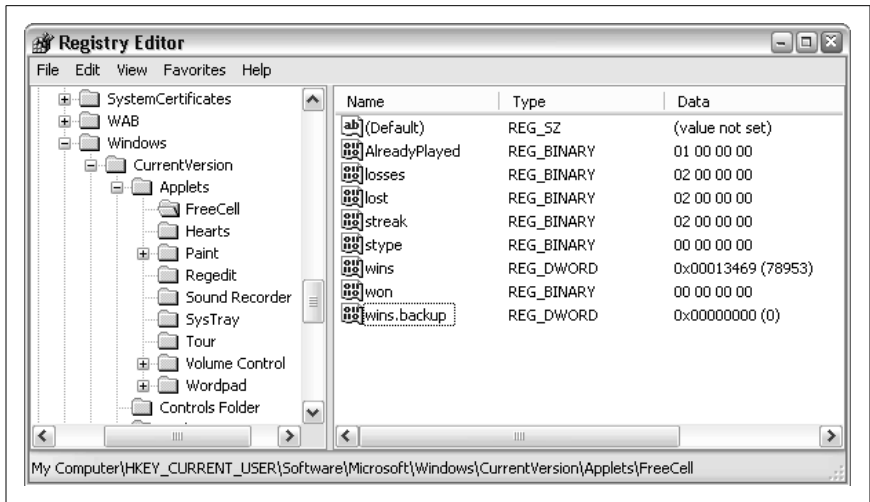 Registry Editor
File Edit View Favorites Help
SystemCertificates
WAB
Windows
CurrentVersion
Applets
FreeCell
Hearts
Paint
Regedit
Sound Recorder
SysTray
Tour
Volume Control
Wordpad
Controls Folder
Name Type Data
(Default) REG_SZ (value not set)
AlreadyPlayed REG_BINARY 01 00 00 00
losses REG_BINARY 02 00 00 00
lost REG_BINARY 02 00 00 00
streak REG_BINARY 02 00 00 00
stype REG_BINARY 00 00 00 00
wins REG_DWORD 0x00013469 (78953)
won REG_BINARY 00 00 00 00
wins.backup REG_DWORD 0x00000000 (0)
My Computer\HKEY_CURRENT_USER\Software\Microsoft\Windows\CurrentVersion\Applets\FreeCell